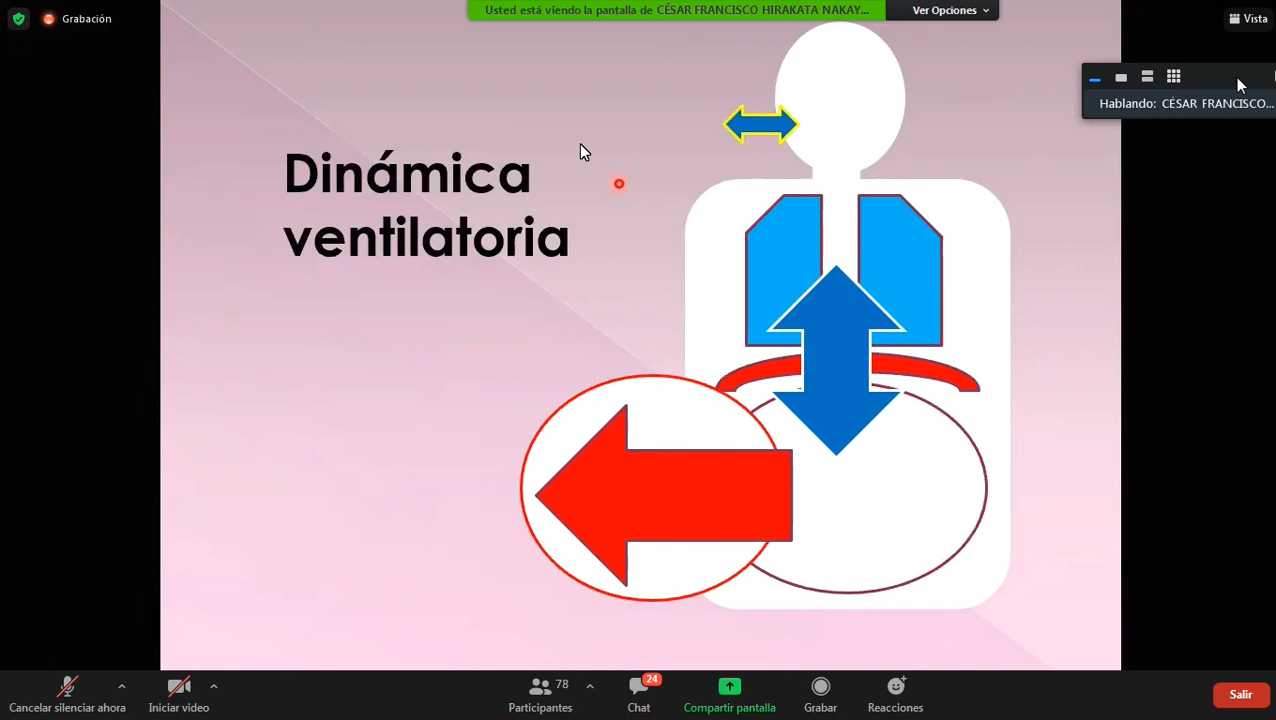 Grabación
Usted está viendo la pantalla de CÉSAR FRANCISCO HIRAKATA NAKAY...
Ver Opciones
Vista
Hablando: CÉSAR FRANCISCO...
Dinámica
ventilatoria
Cancelar silenciar ahora
Iniciar video
78
Participantes
24
Chat
Compartir pantalla
Grabar
Reacciones
Salir